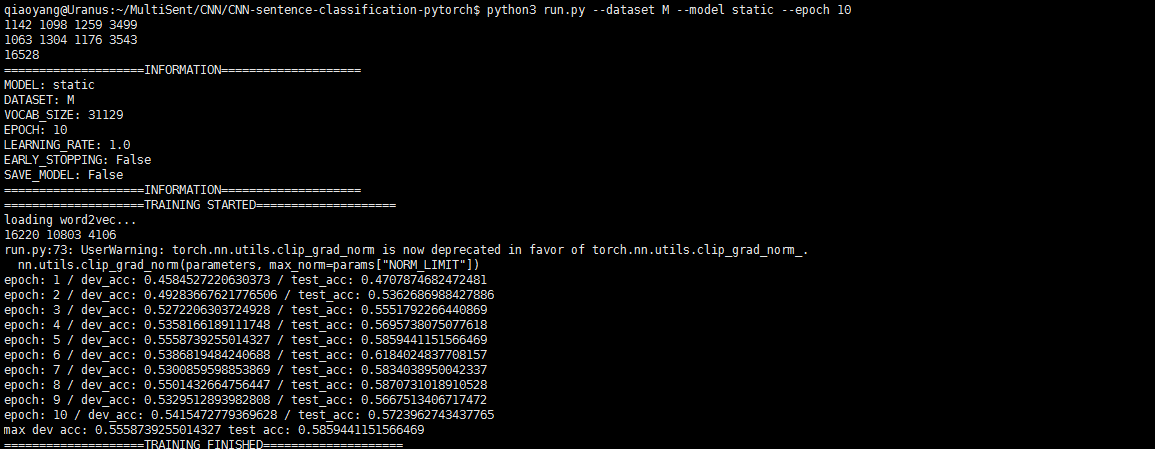 qiaoyang@Uranus:~/MultiSent/CNN/CNN-sentence-classification-pytorch$ python3 run.py --dataset M --model static --epoch 10
1142 1098 1259 3499
1063 1304 1176 3543
16528
====================INFORMATION====================
MODEL: static
DATASET: M
VOCAB_SIZE: 31129
EPOCH: 10
LEARNING_RATE: 1.0
EARLY_STOPPING: False
SAVE_MODEL: False
====================INFORMATION====================
====================TRAINING STARTED====================
loading word2vec...
16220 10803 4106
run.py:73: UserWarning: torch.nn.utils.clip_grad_norm is now deprecated in favor of torch.nn.utils.clip_grad_norm_.
  nn.utils.clip_grad_norm(parameters, max_norm=params["NORM_LIMIT"])
epoch: 1 / dev_acc: 0.4584527220630373 / test_acc: 0.4707874682472481
epoch: 2 / dev_acc: 0.49283667621776506 / test_acc: 0.5362686988427886
epoch: 3 / dev_acc: 0.5272206303724928 / test_acc: 0.5551792266440869
epoch: 4 / dev_acc: 0.5358166189111748 / test_acc: 0.5695738075077618
epoch: 5 / dev_acc: 0.5558739255014327 / test_acc: 0.5859441151566469
epoch: 6 / dev_acc: 0.5386819484240688 / test_acc: 0.6184024837708157
epoch: 7 / dev_acc: 0.5300859598853869 / test_acc: 0.5834038950042337
epoch: 8 / dev_acc: 0.5501432664756447 / test_acc: 0.5870731018910528
epoch: 9 / dev_acc: 0.5329512893982808 / test_acc: 0.5667513406717472
epoch: 10 / dev_acc: 0.5415472779369628 / test_acc: 0.5723962743437765
max dev acc: 0.5558739255014327 test acc: 0.5859441151566469
====================TRAINING FINISHED====================